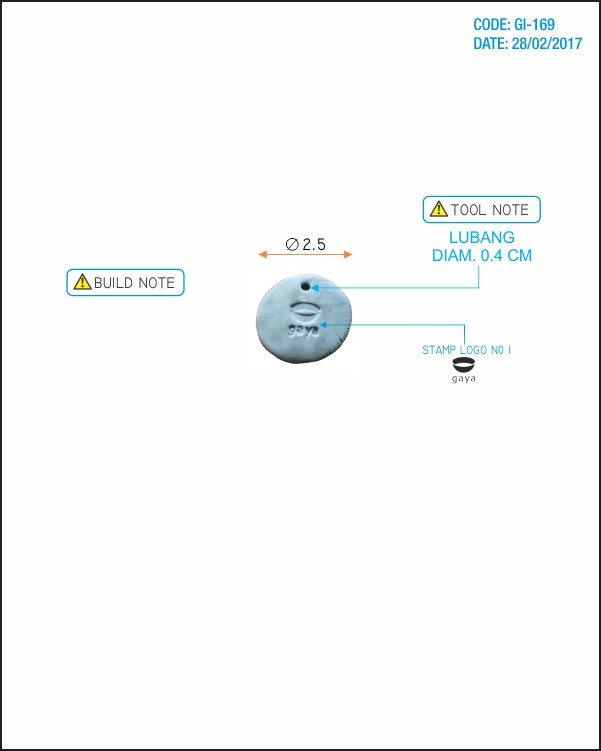 CODE: GI-169
DATE: 28/02/2017
⚠ TOOL NOTE
LUBANG
DIAM. 0.4 CM
Ø 2.5
⚠ BUILD NOTE
gaya
STAMP LOGO NO 1
gaya